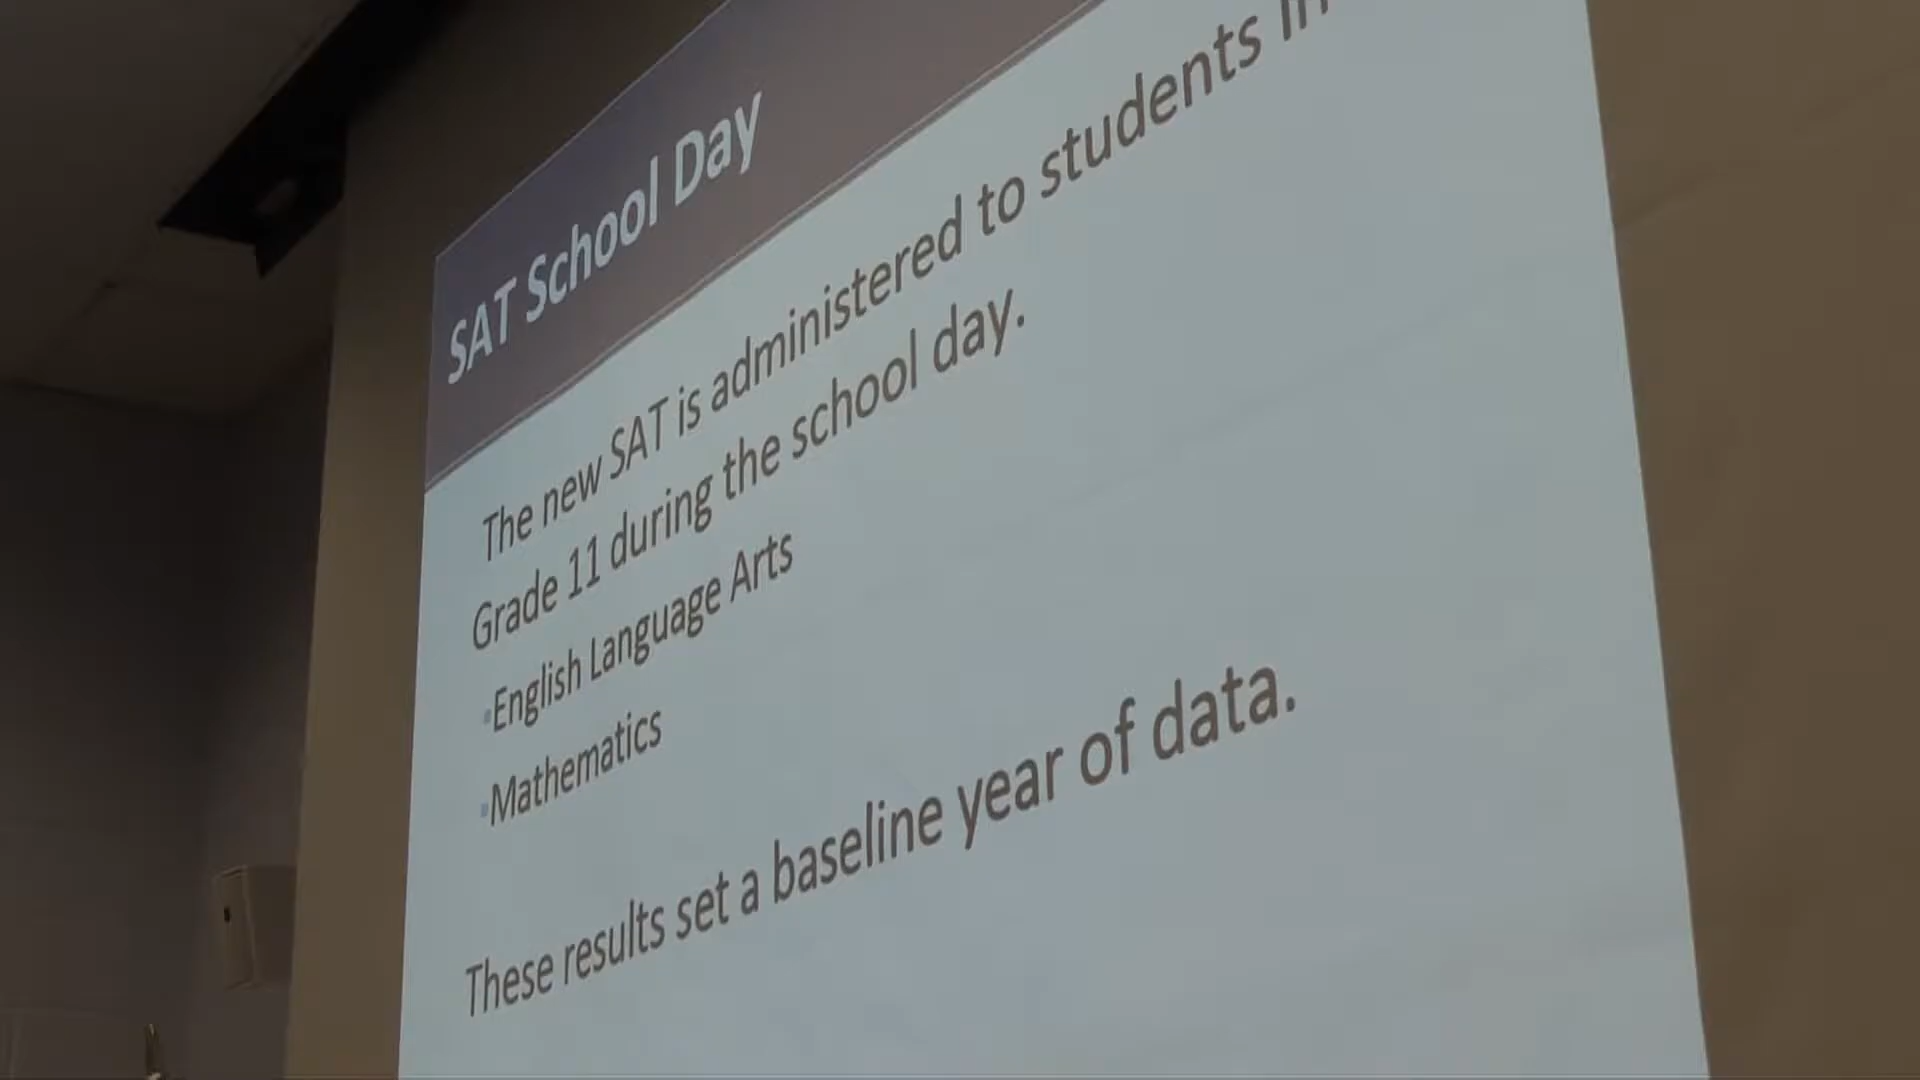 SAT School Day
The new SAT is administered to students in
Grade 11 during the school day.
English Language Arts
Mathematics
These results set a baseline year of data.